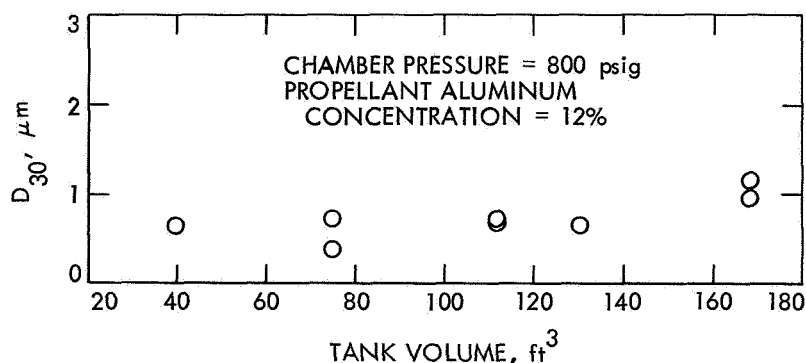 3
2
1
0
D30, μm
CHAMBER PRESSURE = 800 psig
PROPELLANT ALUMINUM
CONCENTRATION = 12%
20 40 60 80 100 120 140 160 180
TANK VOLUME, ft3